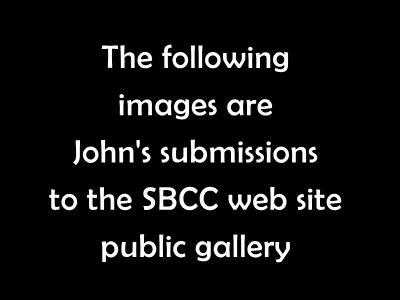 The following
images are
John's submissions
to the SBCC web site
public gallery